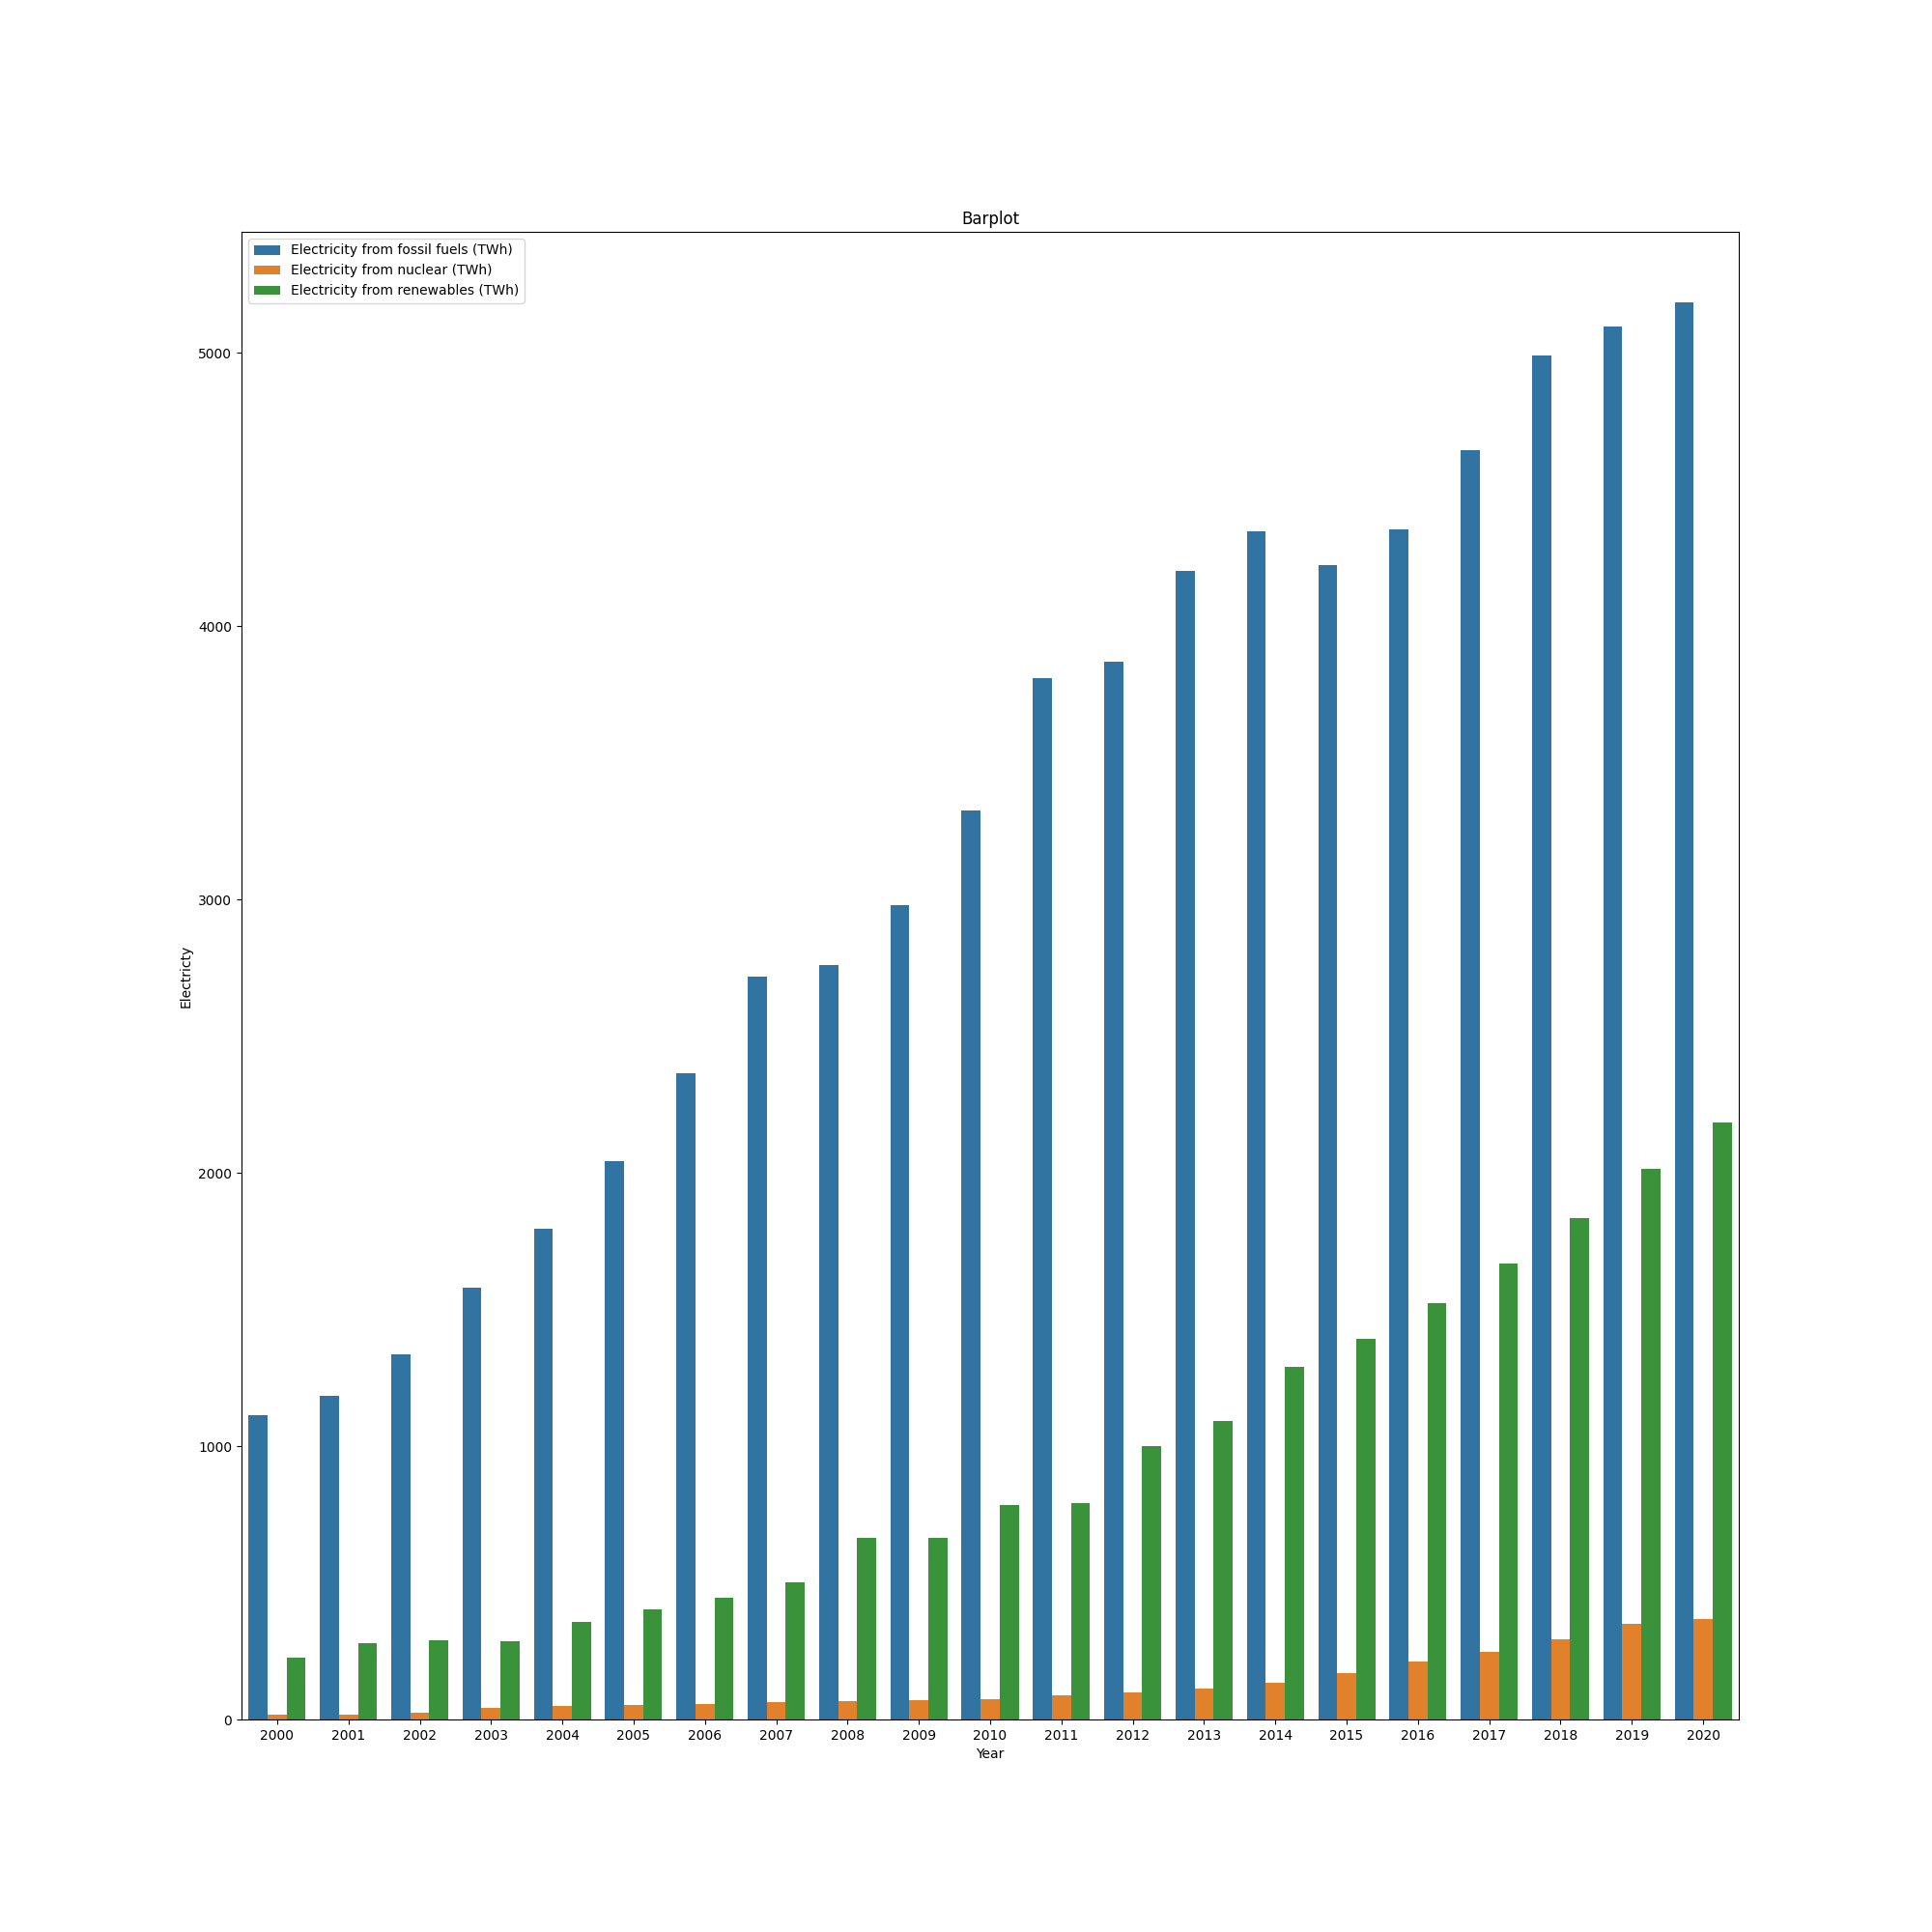 Barplot
Electricity from fossil fuels (TWh)
Electricity from nuclear (TWh)
Electricity from renewables (TWh)
5000
4000
3000
2000
1000
0
Electricty
2000 2001 2002 2003 2004 2005 2006 2007 2008 2009 2010 2011 2012 2013 2014 2015 2016 2017 2018 2019 2020
Year